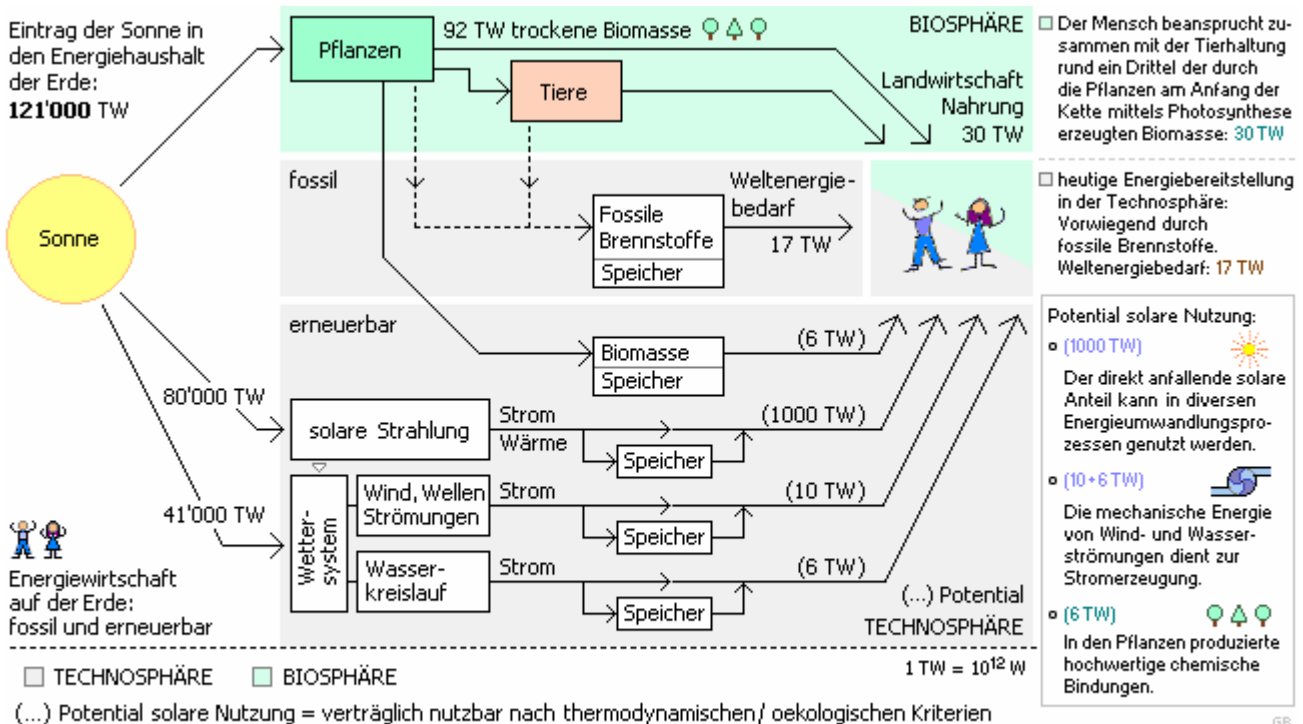 Eintrag der Sonne in
den Energiehaushalt
der Erde:
121'000 TW
Sonne
80'000 TW
41'000 TW
Energiewirtschaft
auf der Erde:
fossil und erneuerbar
Pflanzen
92 TW trockene Biomasse
BIOSPHÄRE
Tiere
Landwirtschaft
Nahrung
30 TW
fossil
Fossile
Brennstoffe
Speicher
Weltenergie-
bedarf
17 TW
erneuerbar
Biomasse
Speicher
(6 TW)
solare Strahlung
Strom
Wärme
Speicher
(1000 TW)
Wetter-
system
Wind, Wellen
Strömungen
Strom
Speicher
(10 TW)
Wasser-
kreislauf
Strom
Speicher
(6 TW)
(...) Potential
TECHNOSPHÄRE
Der Mensch beansprucht zu-
sammen mit der Tierhaltung
rund ein Drittel der durch
die Pflanzen am Anfang der
Kette mittels Photosynthese
erzeugten Biomasse: 30 TW
heutige Energiebereitstellung
in der Technosphäre:
Vorwiegend durch
fossile Brennstoffe.
Weltenergiebedarf: 17 TW
Potential solare Nutzung:
(1000 TW)
Der direkt anfallende solare
Anteil kann in diversen
Energieumwandlungspro-
zessen genutzt werden.
(10+6 TW)
Die mechanische Energie
von Wind- und Wasser-
strömungen dient zur
Stromerzeugung.
(6 TW)
In den Pflanzen produzierte
hochwertige chemische
Bindungen.
TECHNOSPHÄRE
BIOSPHÄRE
1 TW = 10¹² W
(...) Potential solare Nutzung = verträglich nutzbar nach thermodynamischen/ oekologischen Kriterien
GB